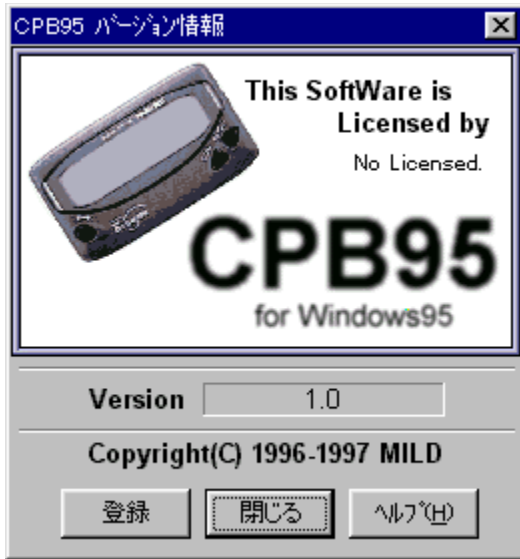 CPB95 ﾊﾞｰｼﾞｮﾝ情報
This SoftWare is
Licensed by
No Licensed.
CPB95
for Windows95
Version 1.0
Copyright(C) 1996-1997 MILD
登録 閉じる ﾍﾙﾌﾟ(H)